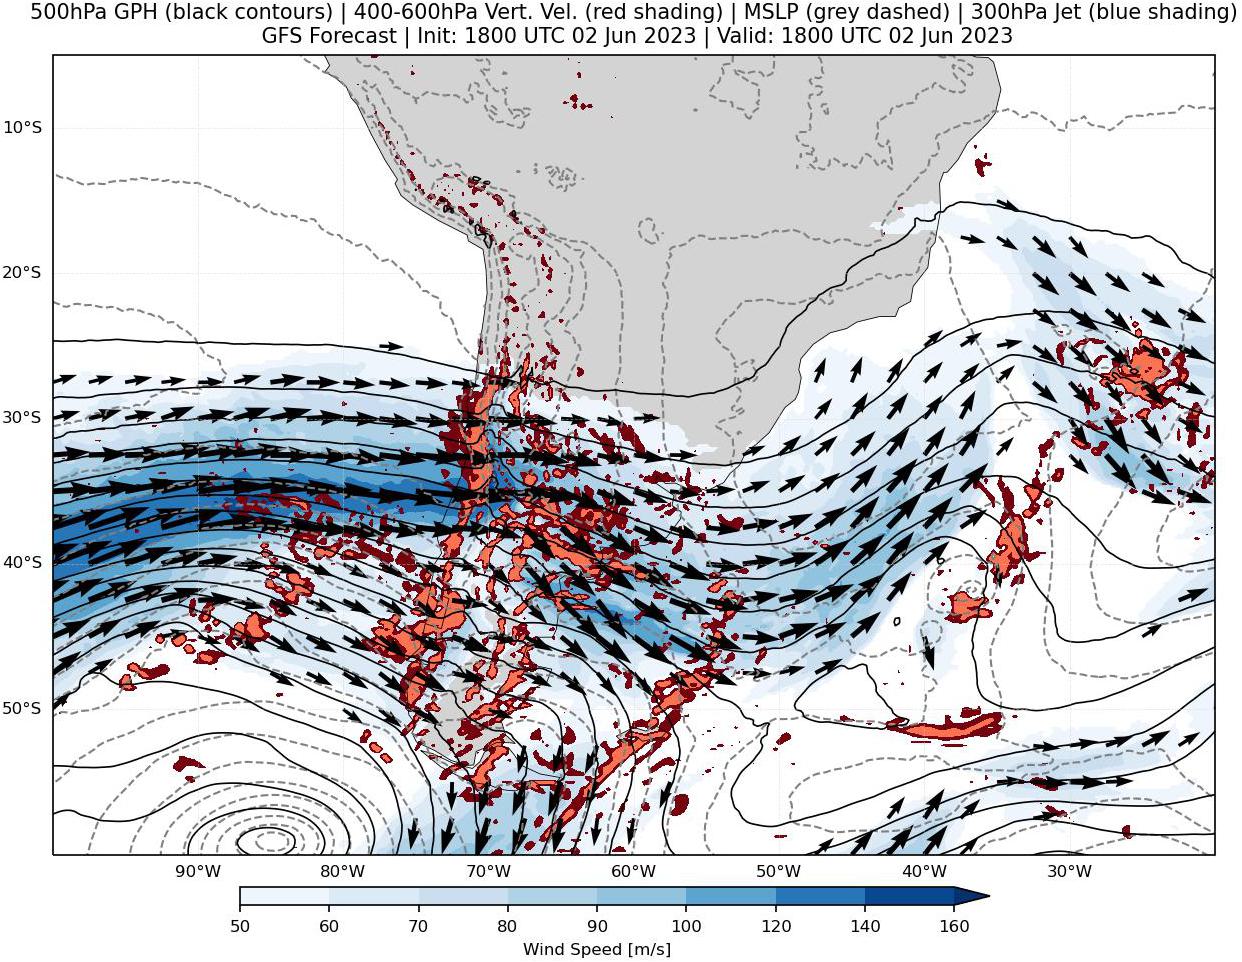 500hPa GPH (black contours) | 400-600hPa Vert. Vel. (red shading) | MSLP (grey dashed) | 300hPa Jet (blue shading)
GFS Forecast | Init: 1800 UTC 02 Jun 2023 | Valid: 1800 UTC 02 Jun 2023
10°S
20°S
30°S
40°S
50°S
90°W 80°W 70°W 60°W 50°W 40°W 30°W
50 60 70 80 90 100 120 140 160
Wind Speed [m/s]